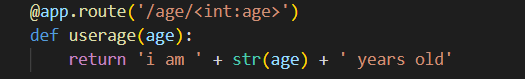 @app.route('/age/<int:age>')
def userage(age):
    return 'i am ' + str(age) + ' years old'